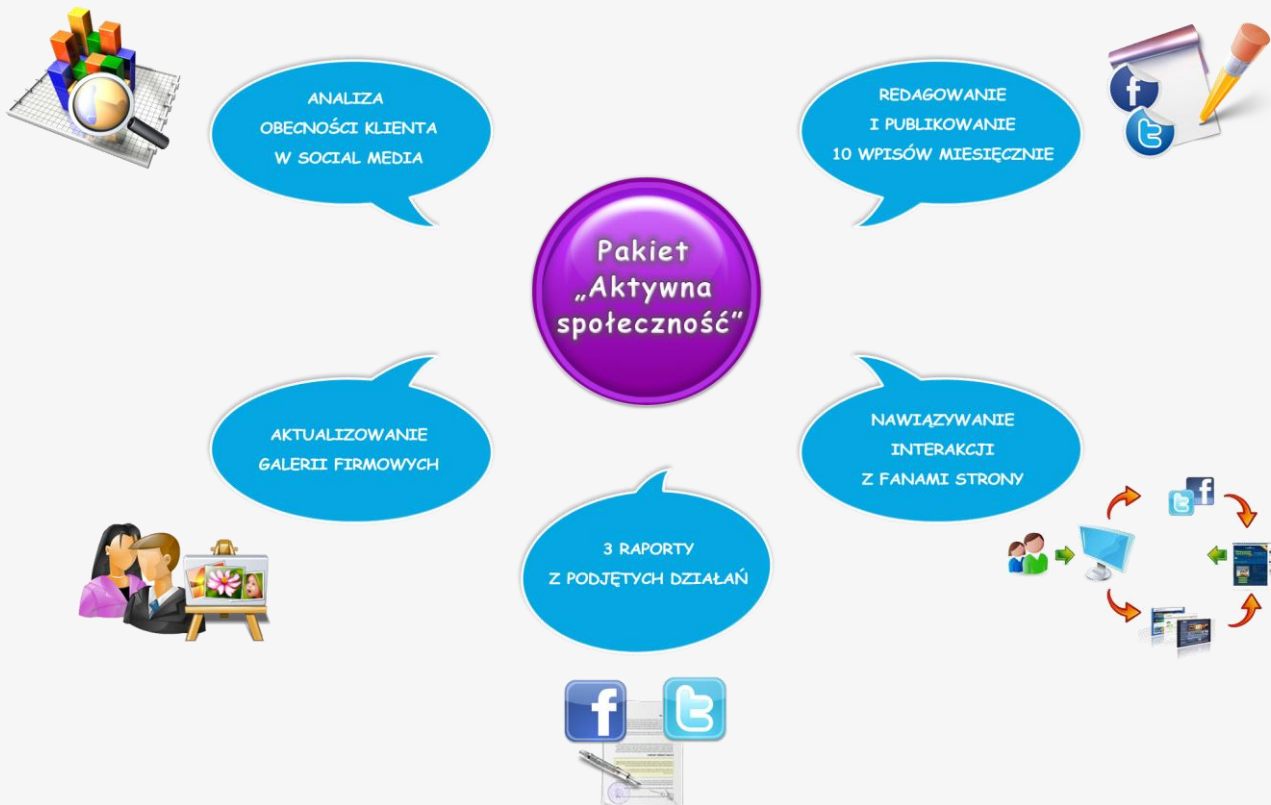 ANALIZA
OBECNOŚCI KLIENTA
W SOCIAL MEDIA
REDAGOWANIE
I PUBLIKOWANIE
10 WPISÓW MIESIĘCZNIE
Pakiet
„Aktywna
społeczność”
AKTUALIZOWANIE
GALERII FIRMOWYCH
NAWIĄZYWANIE
INTERAKCJI
Z FANAMI STRONY
3 RAPORTY
Z PODJĘTYCH DZIAŁAŃ